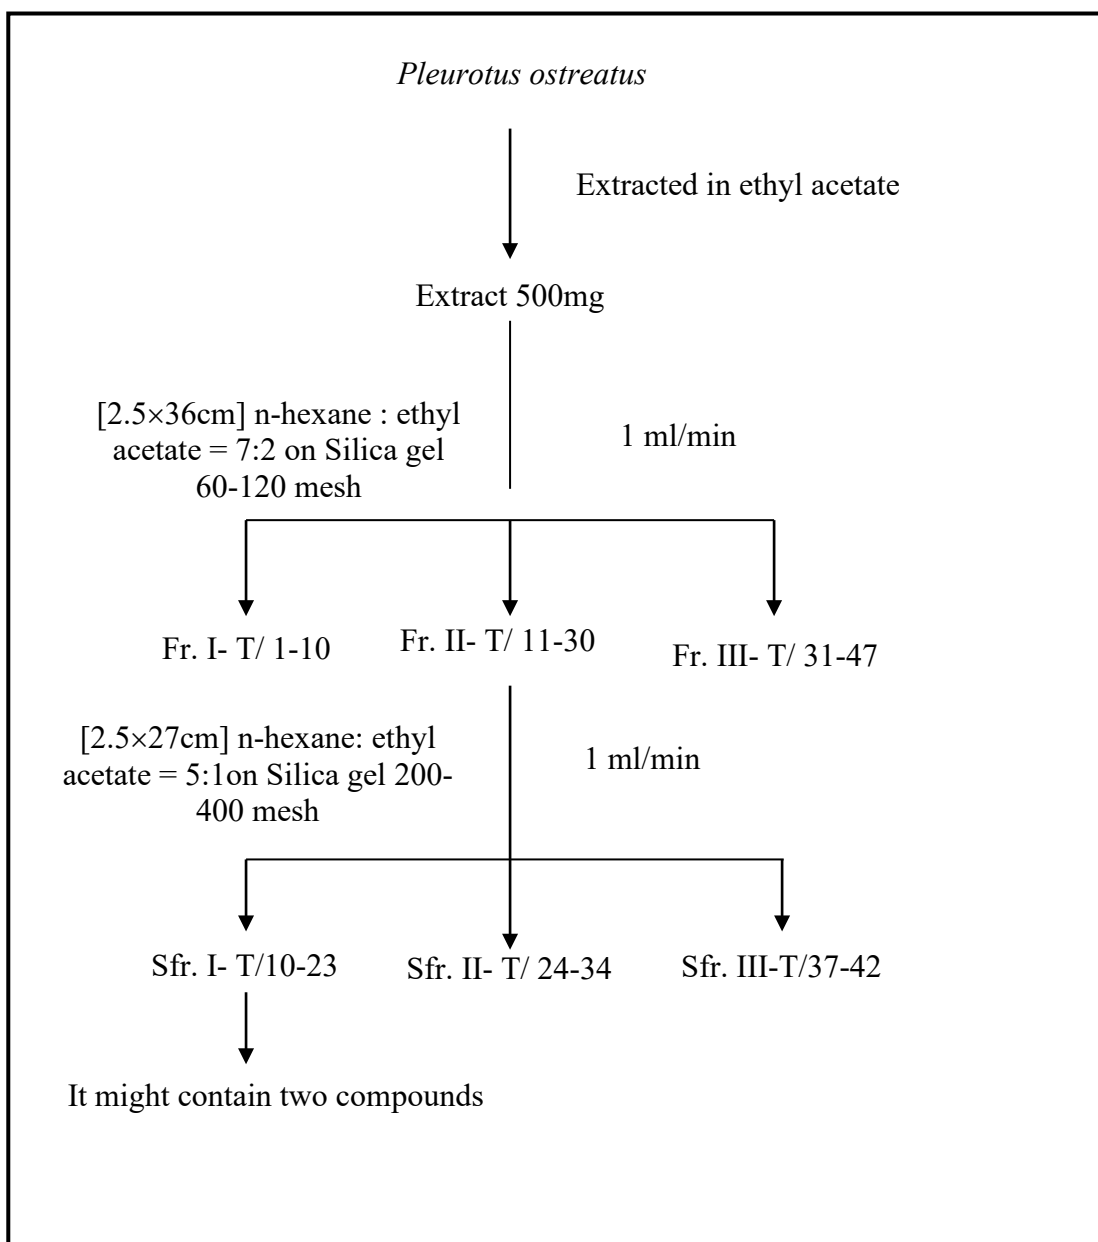 Pleurotus ostreatus
Extracted in ethyl acetate
Extract 500mg
[2.5×36cm] n-hexane : ethyl
acetate = 7:2 on Silica gel
60-120 mesh
1 ml/min
Fr. I- T/ 1-10
Fr. II- T/ 11-30
Fr. III- T/ 31-47
[2.5×27cm] n-hexane: ethyl
acetate = 5:1on Silica gel 200-
400 mesh
1 ml/min
Sfr. I- T/10-23
Sfr. II- T/ 24-34
Sfr. III-T/37-42
It might contain two compounds